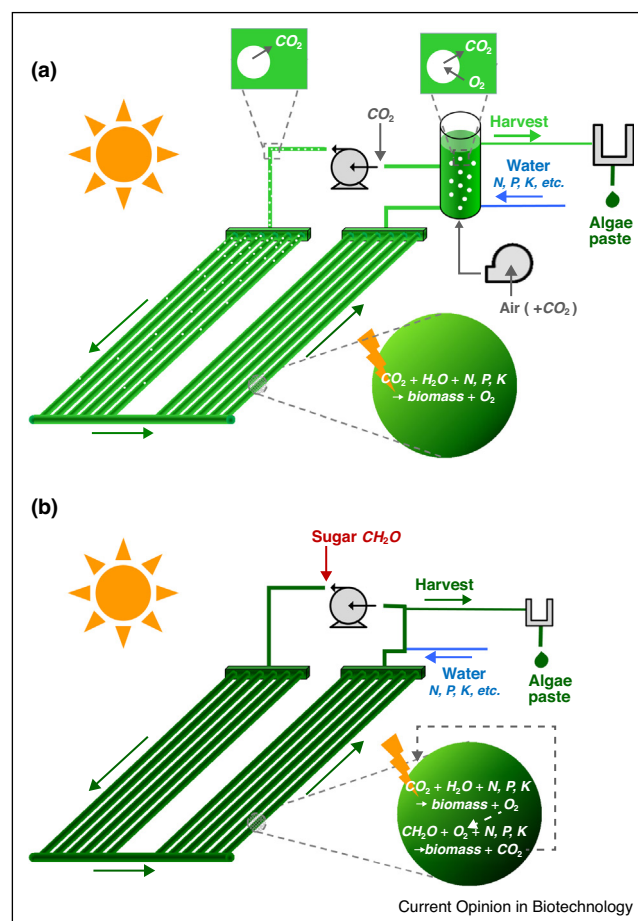 (a)
CO₂
CO₂
O₂
CO₂
Harvest
Water
N, P, K, etc.
Algae
paste
Air (+CO₂)
CO₂ + H₂O + N, P, K
→ biomass + O₂
(b)
Sugar CH₂O
Harvest
Water
N, P, K, etc.
Algae
paste
CO₂ + H₂O + N, P, K
→ biomass + O₂
CH₂O + O₂ + N, P, K
→biomass + CO₂
Current Opinion in Biotechnology